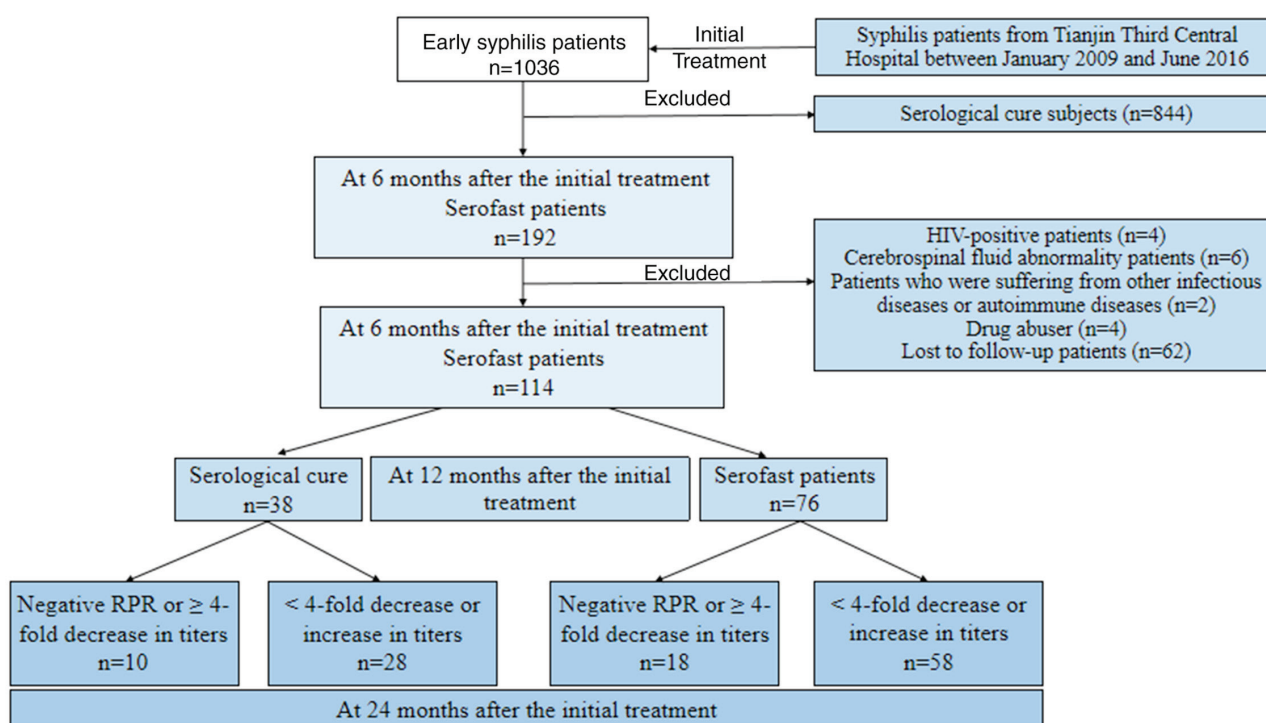 Early syphilis patients
n=1036
Initial
Treatment
Syphilis patients from Tianjin Third Central
Hospital between January 2009 and June 2016
Excluded
Serological cure subjects (n=844)
At 6 months after the initial treatment
Serofast patients
n=192
Excluded
HIV-positive patients (n=4)
Cerebrospinal fluid abnormality patients (n=6)
Patients who were suffering from other infectious
diseases or autoimmune diseases (n=2)
Drug abuser (n=4)
Lost to follow-up patients (n=62)
At 6 months after the initial treatment
Serofast patients
n=114
Serological cure
n=38
At 12 months after the initial
treatment
Serofast patients
n=76
Negative RPR or ≥ 4-
fold decrease in titers
n=10
< 4-fold decrease or
increase in titers
n=28
Negative RPR or ≥ 4-
fold decrease in titers
n=18
< 4-fold decrease or
increase in titers
n=58
At 24 months after the initial treatment